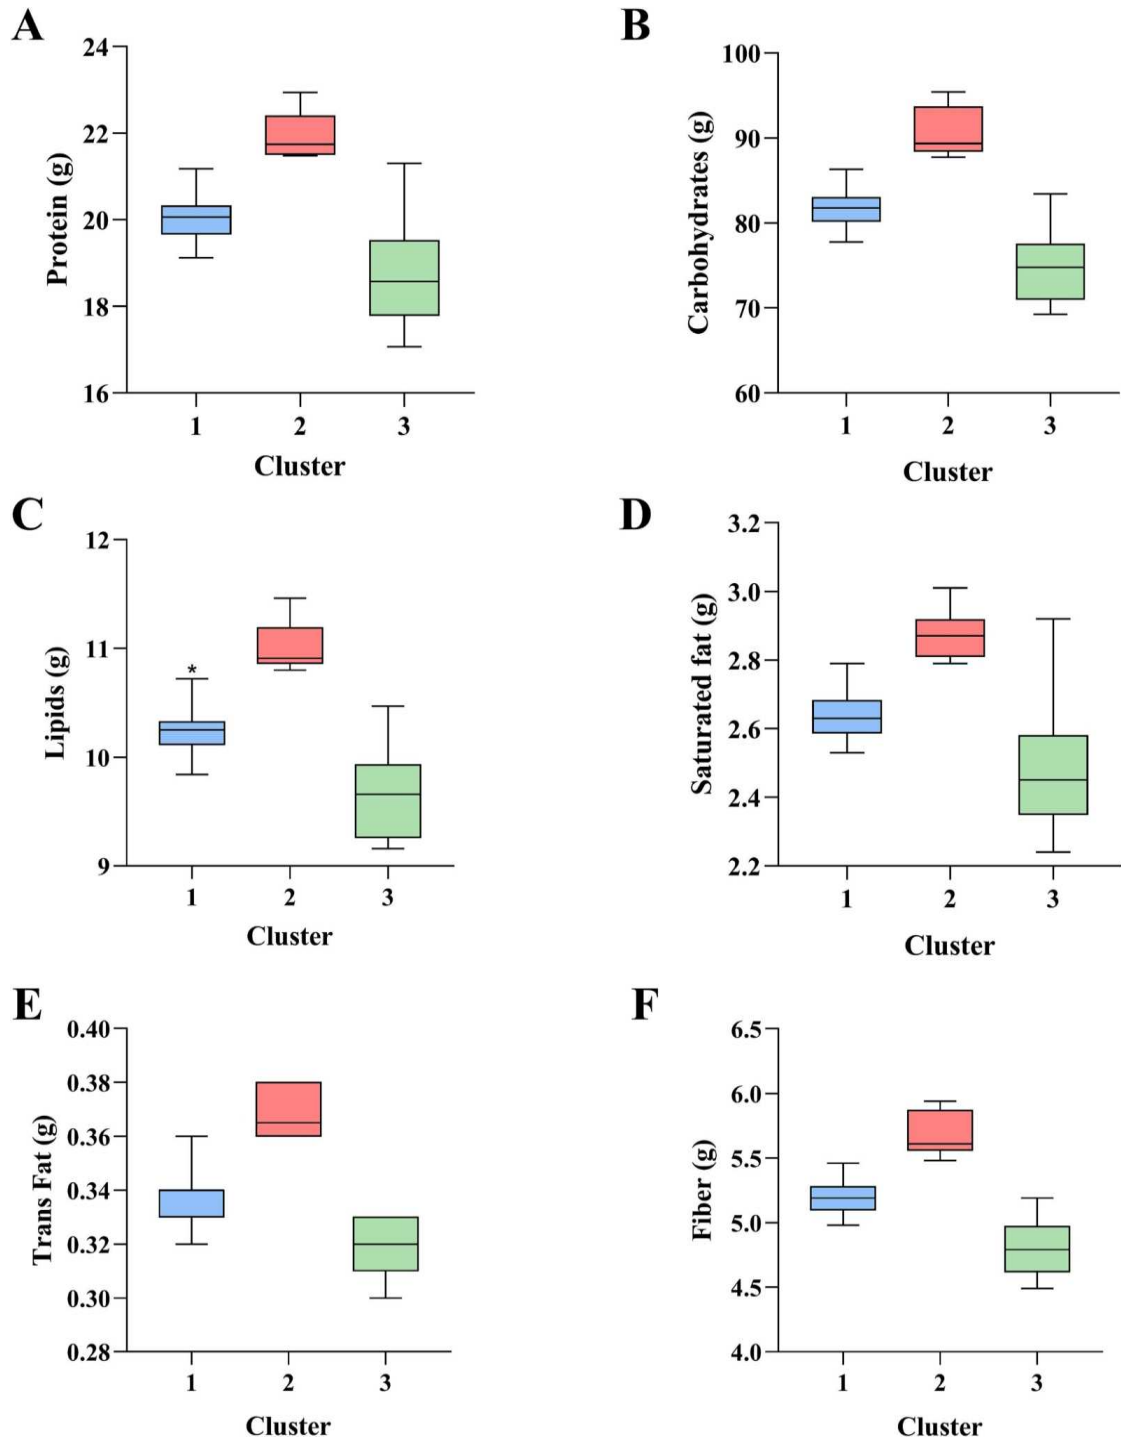 A
Protein (g)
24
22
20
18
16
1 2 3
Cluster
B
Carbohydrates (g)
100
90
80
70
60
1 2 3
Cluster
C
Lipids (g)
12
11
10
9
*
1 2 3
Cluster
D
Saturated fat (g)
3.2
3.0
2.8
2.6
2.4
2.2
1 2 3
Cluster
E
Trans Fat (g)
0.40
0.38
0.36
0.34
0.32
0.30
0.28
1 2 3
Cluster
F
Fiber (g)
6.5
6.0
5.5
5.0
4.5
4.0
1 2 3
Cluster